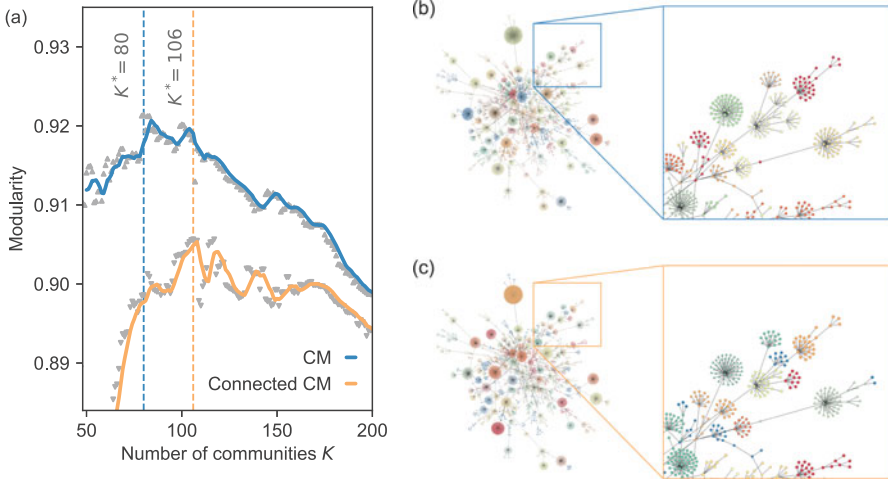 (a)
0.93
0.92
0.91
0.90
0.89
Modularity
K* = 80
K* = 106
CM
Connected CM
50
100
150
200
Number of communities K
(b)
(c)